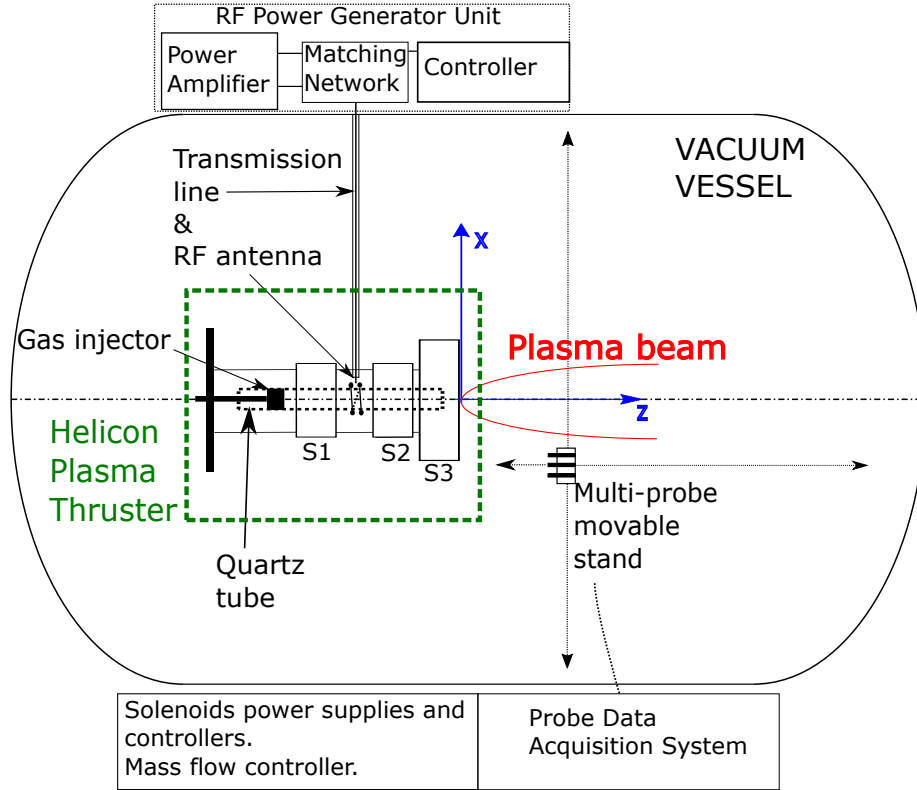 RF Power Generator Unit
Power
Amplifier
Matching
Network
Controller
Transmission
line
&
RF antenna
VACUUM
VESSEL
x
Gas injector
Plasma beam
z
Helicon
Plasma
Thruster
S1
S2
S3
Quartz
tube
Multi-probe
movable
stand
Solenoids power supplies and
controllers.
Mass flow controller.
Probe Data
Acquisition System